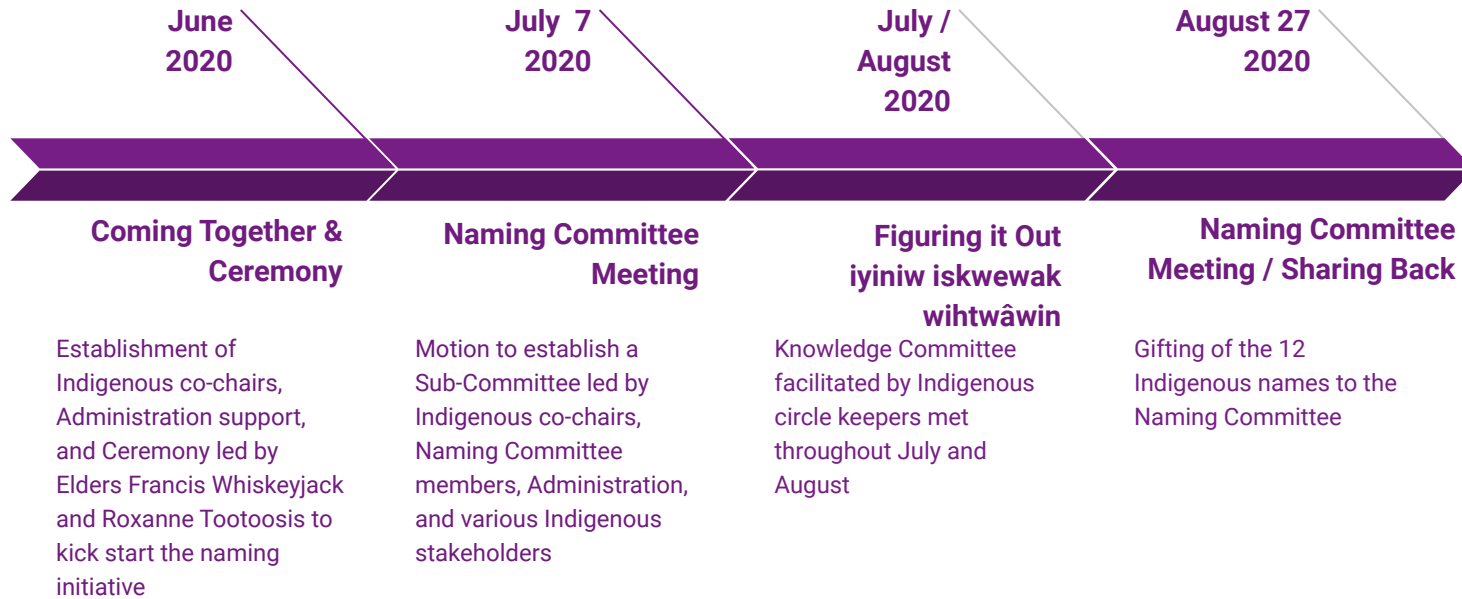 June
2020
July 7
2020
July /
August
2020
August 27
2020
Coming Together &
Ceremony
Naming Committee
Meeting
Figuring it Out
iyiniw iskwewak
wihtwâwin
Naming Committee
Meeting / Sharing Back
Establishment of
Indigenous co-chairs,
Administration support,
and Ceremony led by
Elders Francis Whiskeyjack
and Roxanne Tootoosis to
kick start the naming
initiative
Motion to establish a
Sub-Committee led by
Indigenous co-chairs,
Naming Committee
members, Administration,
and various Indigenous
stakeholders
Knowledge Committee
facilitated by Indigenous
circle keepers met
throughout July and
August
Gifting of the 12
Indigenous names to the
Naming Committee